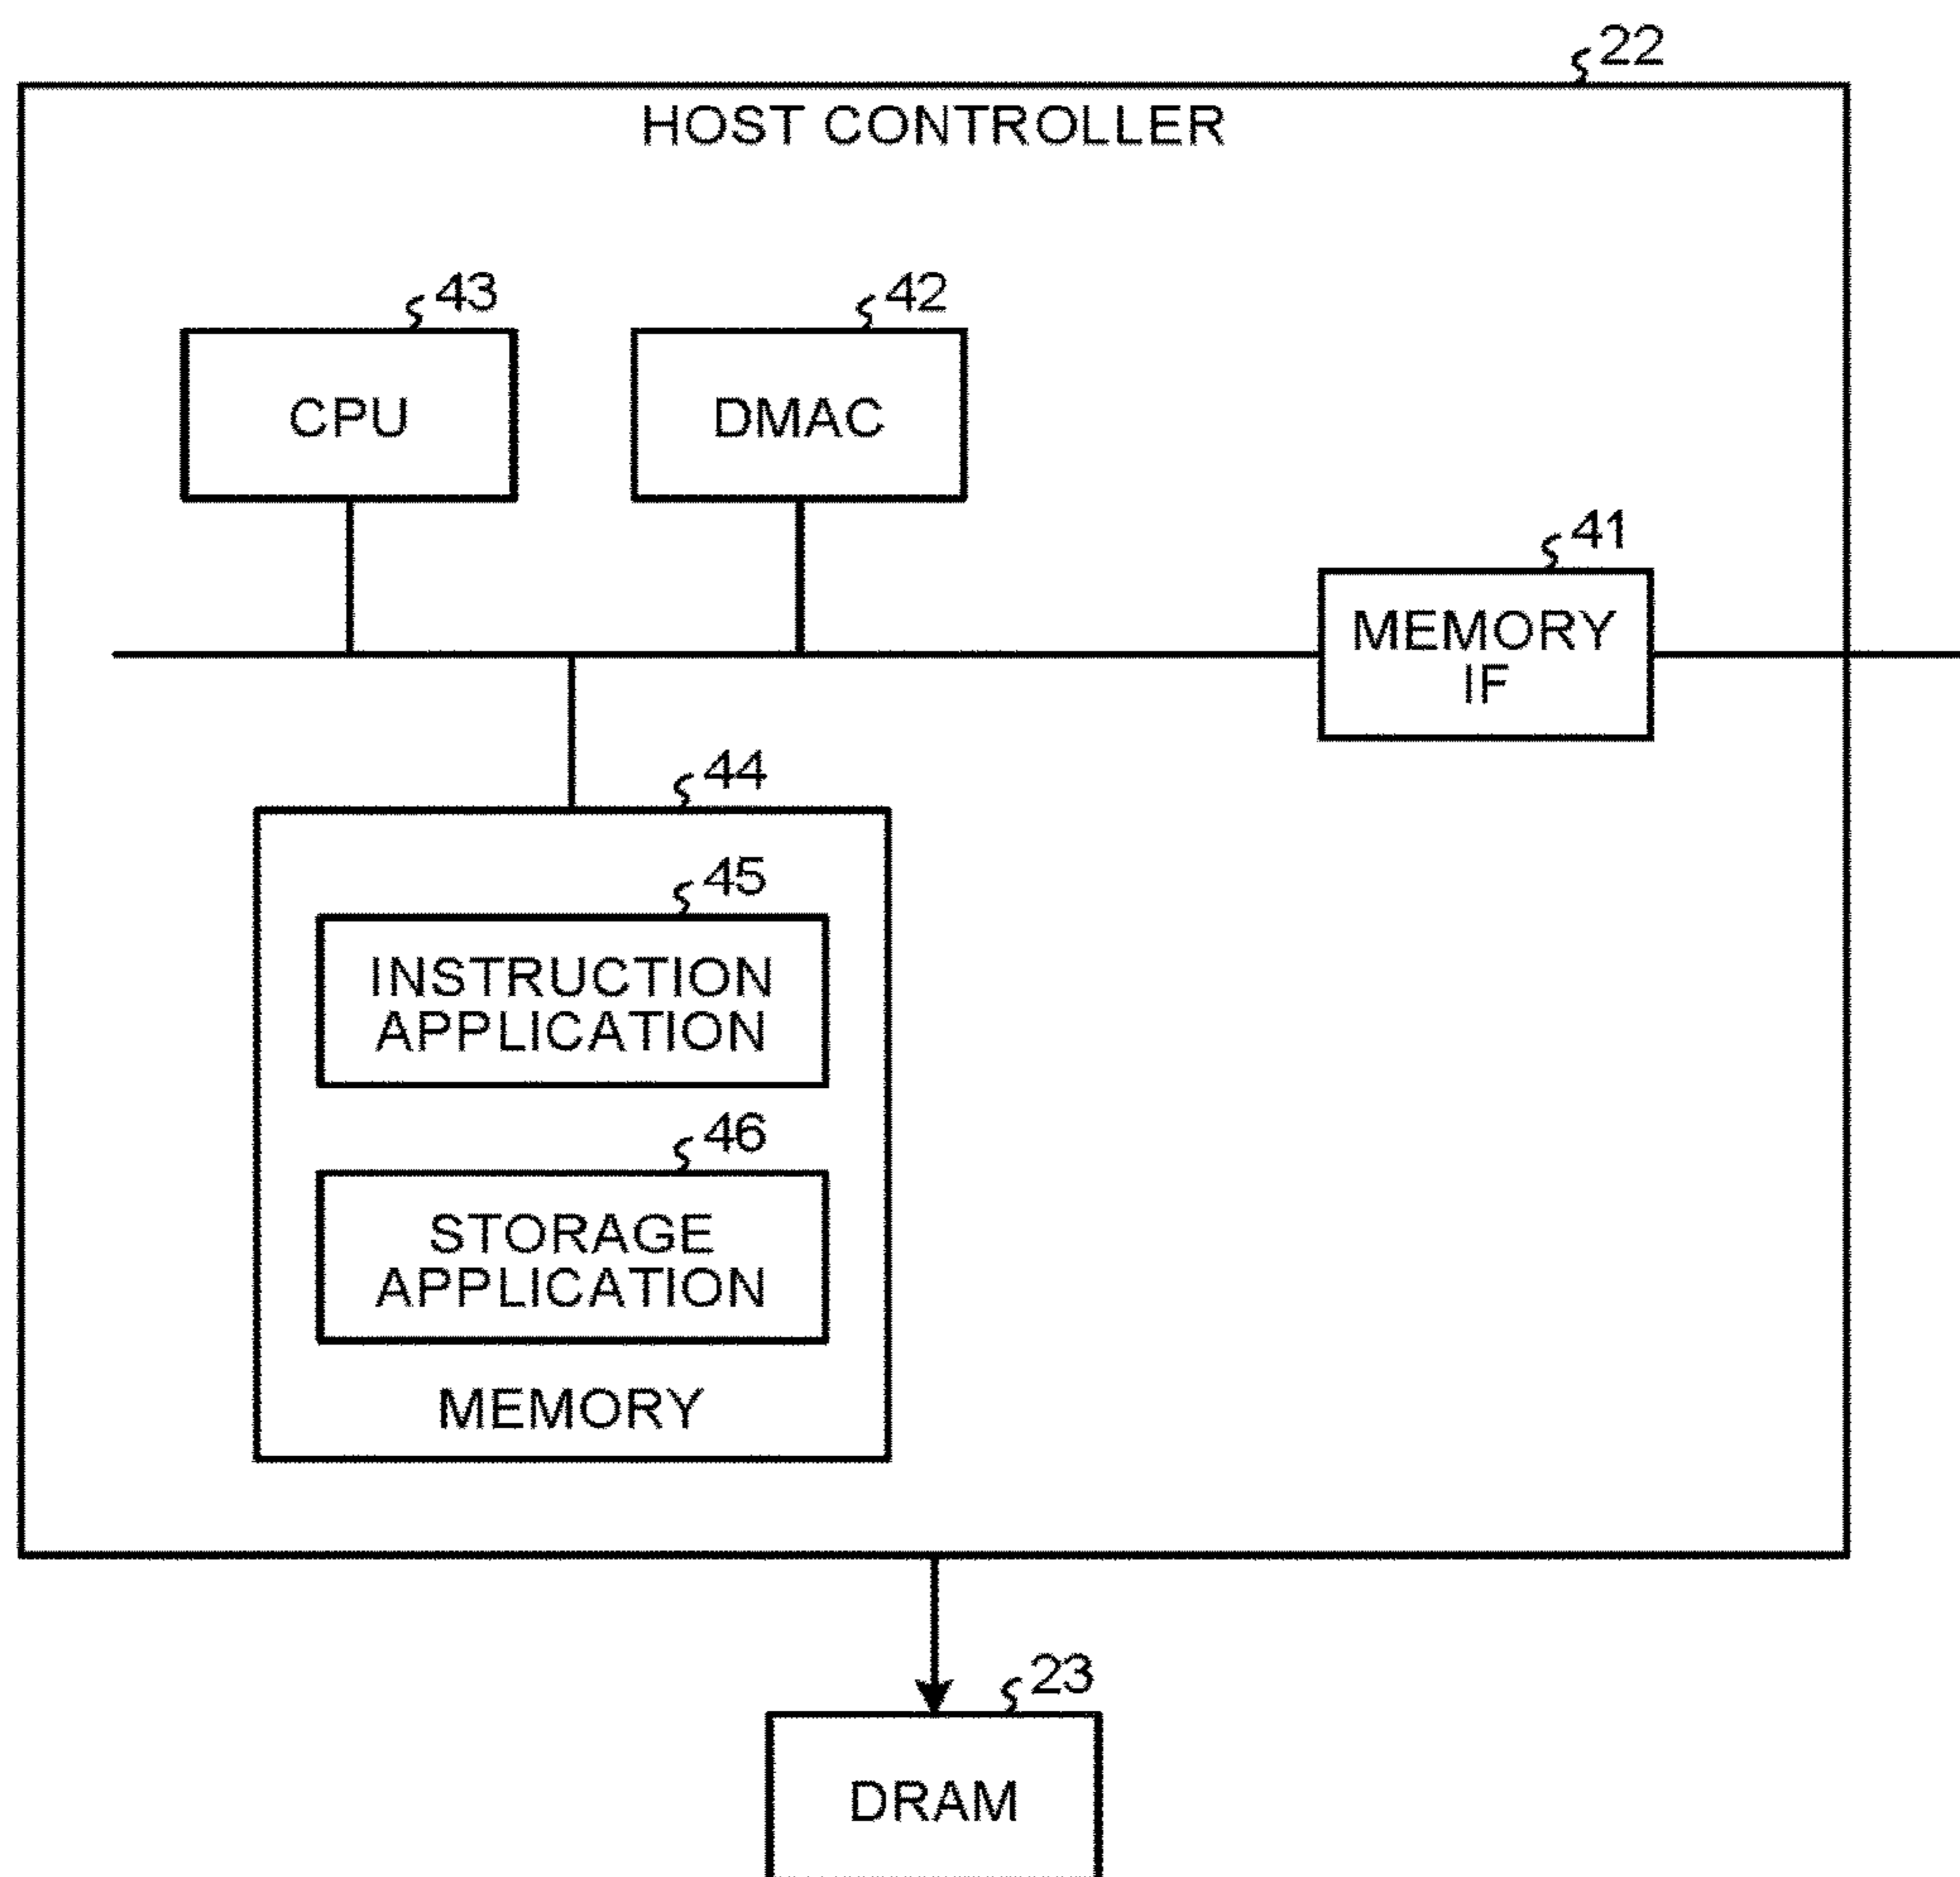 22
HOST CONTROLLER
43
42
CPU
DMAC
41
MEMORY
IF
44
45
INSTRUCTION
APPLICATION
46
STORAGE
APPLICATION
MEMORY
23
DRAM